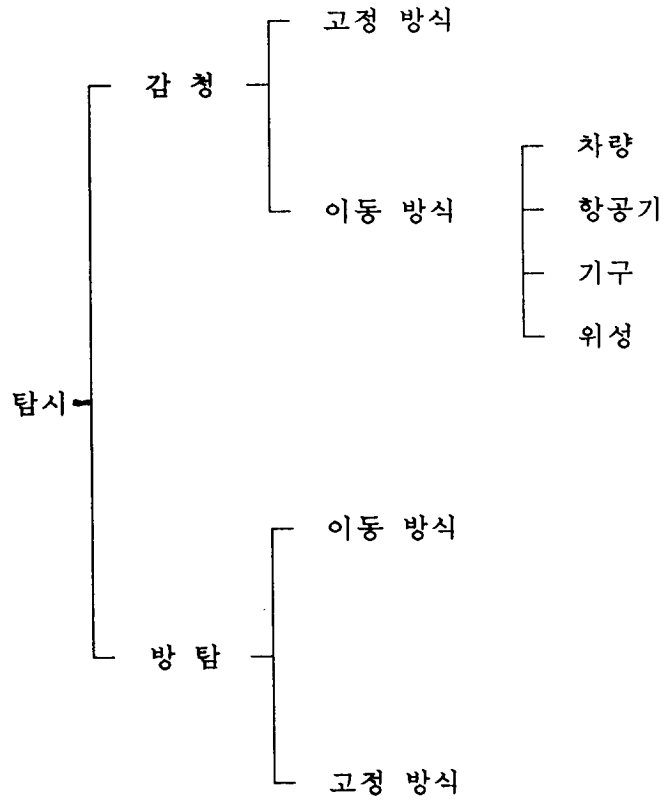 고정 방식
감 청
차량
이동 방식
항공기
기구
위성
탐시
이동 방식
방 탐
고정 방식